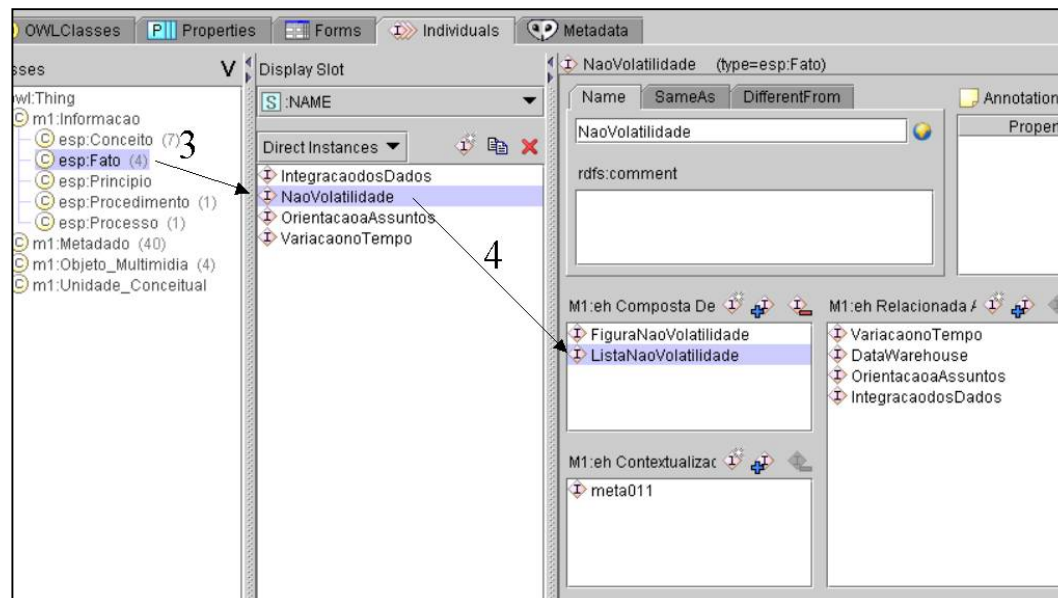 OWLClasses Properties Forms Individuals Metadata
sses V
owl:Thing
m1:Informacao
esp:Conceito (7)
esp:Fato (4)
esp:Principio
esp:Procedimento (1)
esp:Processo (1)
m1:Metadado (40)
m1:Objeto_Multimidia (4)
m1:Unidade_Conceitual
3
Display Slot
S :NAME
Direct Instances
IntegracaodosDados
NaoVolatilidade
OrientacaoaAssuntos
VariacaonoTempo
4
NaoVolatilidade (type=esp:Fato)
Name SameAs DifferentFrom
Annotation
NaoVolatilidade
Proper
rdfs:comment
M1:eh Composta De
FiguraNaoVolatilidade
ListaNaoVolatilidade
M1:eh Relacionada
VariacaonoTempo
DataWarehouse
OrientacaoaAssuntos
IntegracaodosDados
M1:eh Contextualizac
meta011